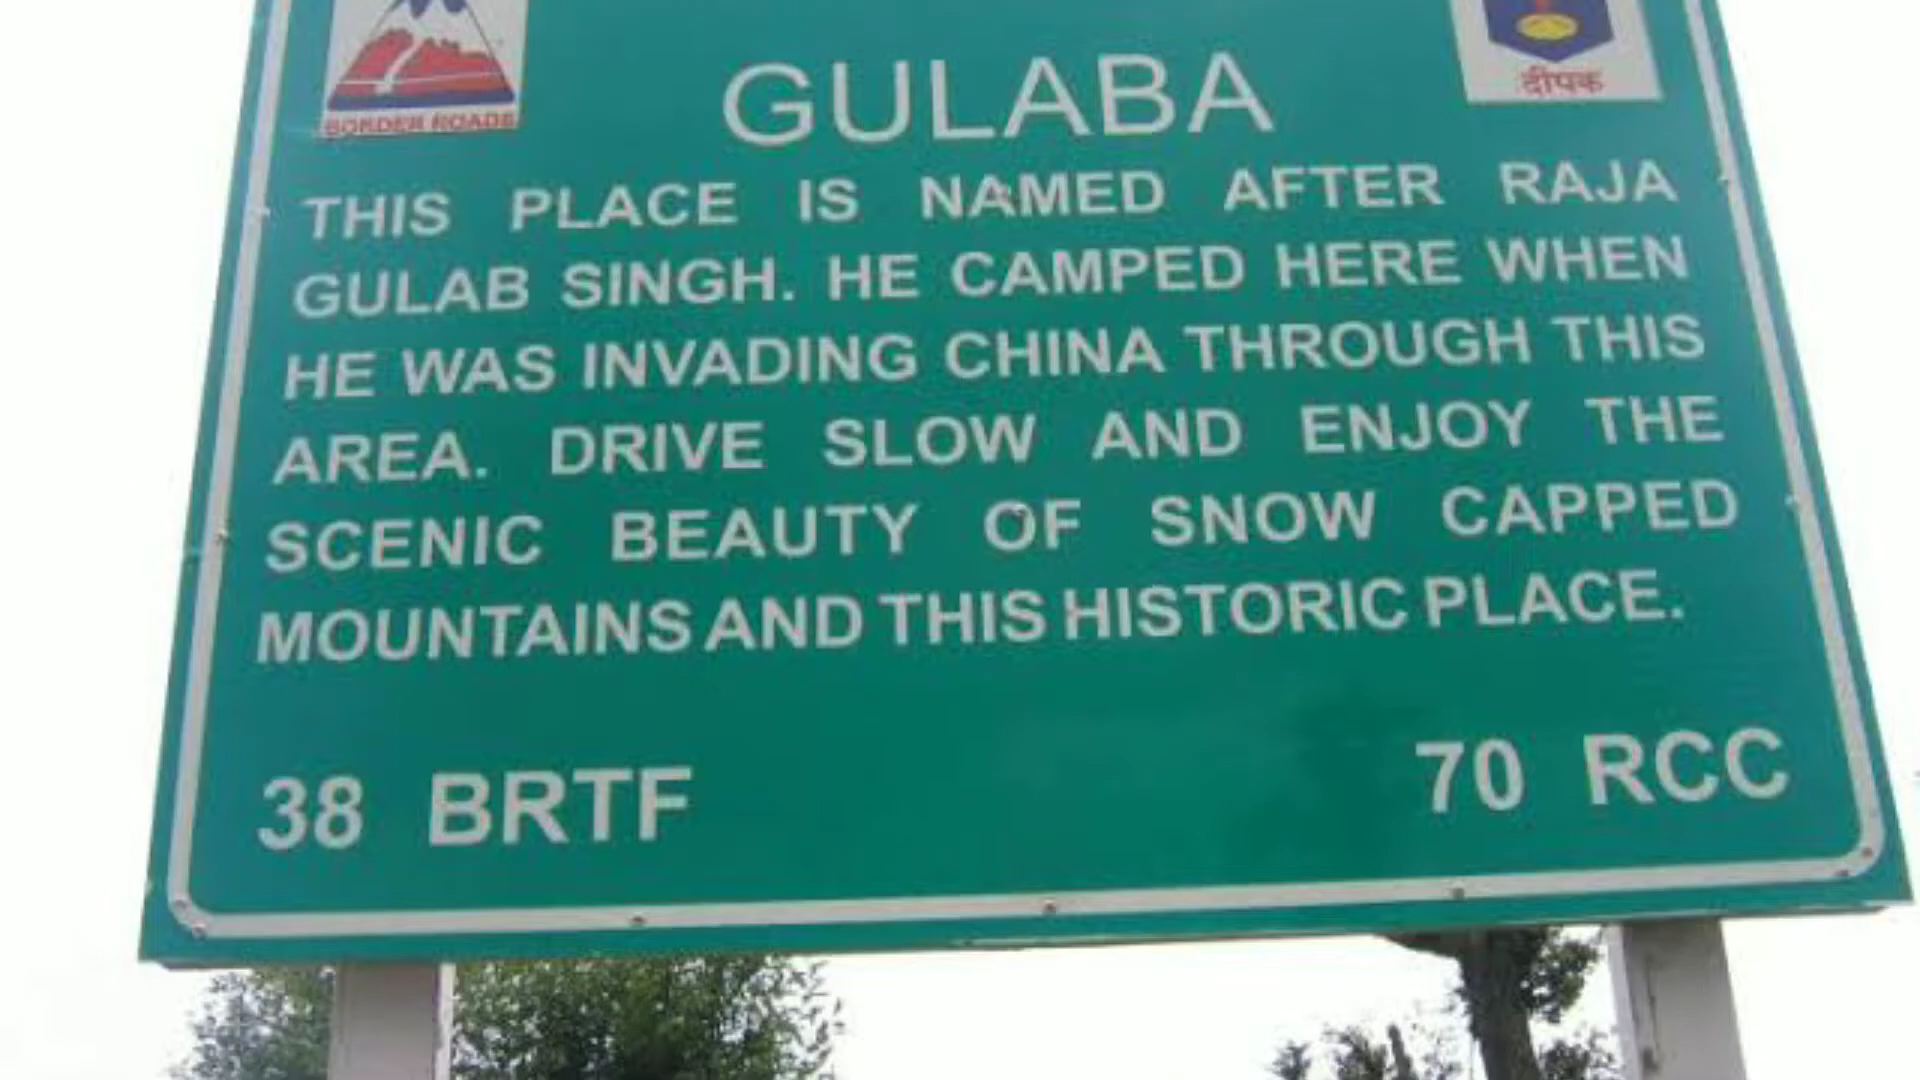 BORDER ROADS
दीपक
GULABA
THIS PLACE IS NAMED AFTER RAJA
GULAB SINGH. HE CAMPED HERE WHEN
HE WAS INVADING CHINA THROUGH THIS
AREA. DRIVE SLOW AND ENJOY THE
SCENIC BEAUTY OF SNOW CAPPED
MOUNTAINS AND THIS HISTORIC PLACE.
38 BRTF
70 RCC